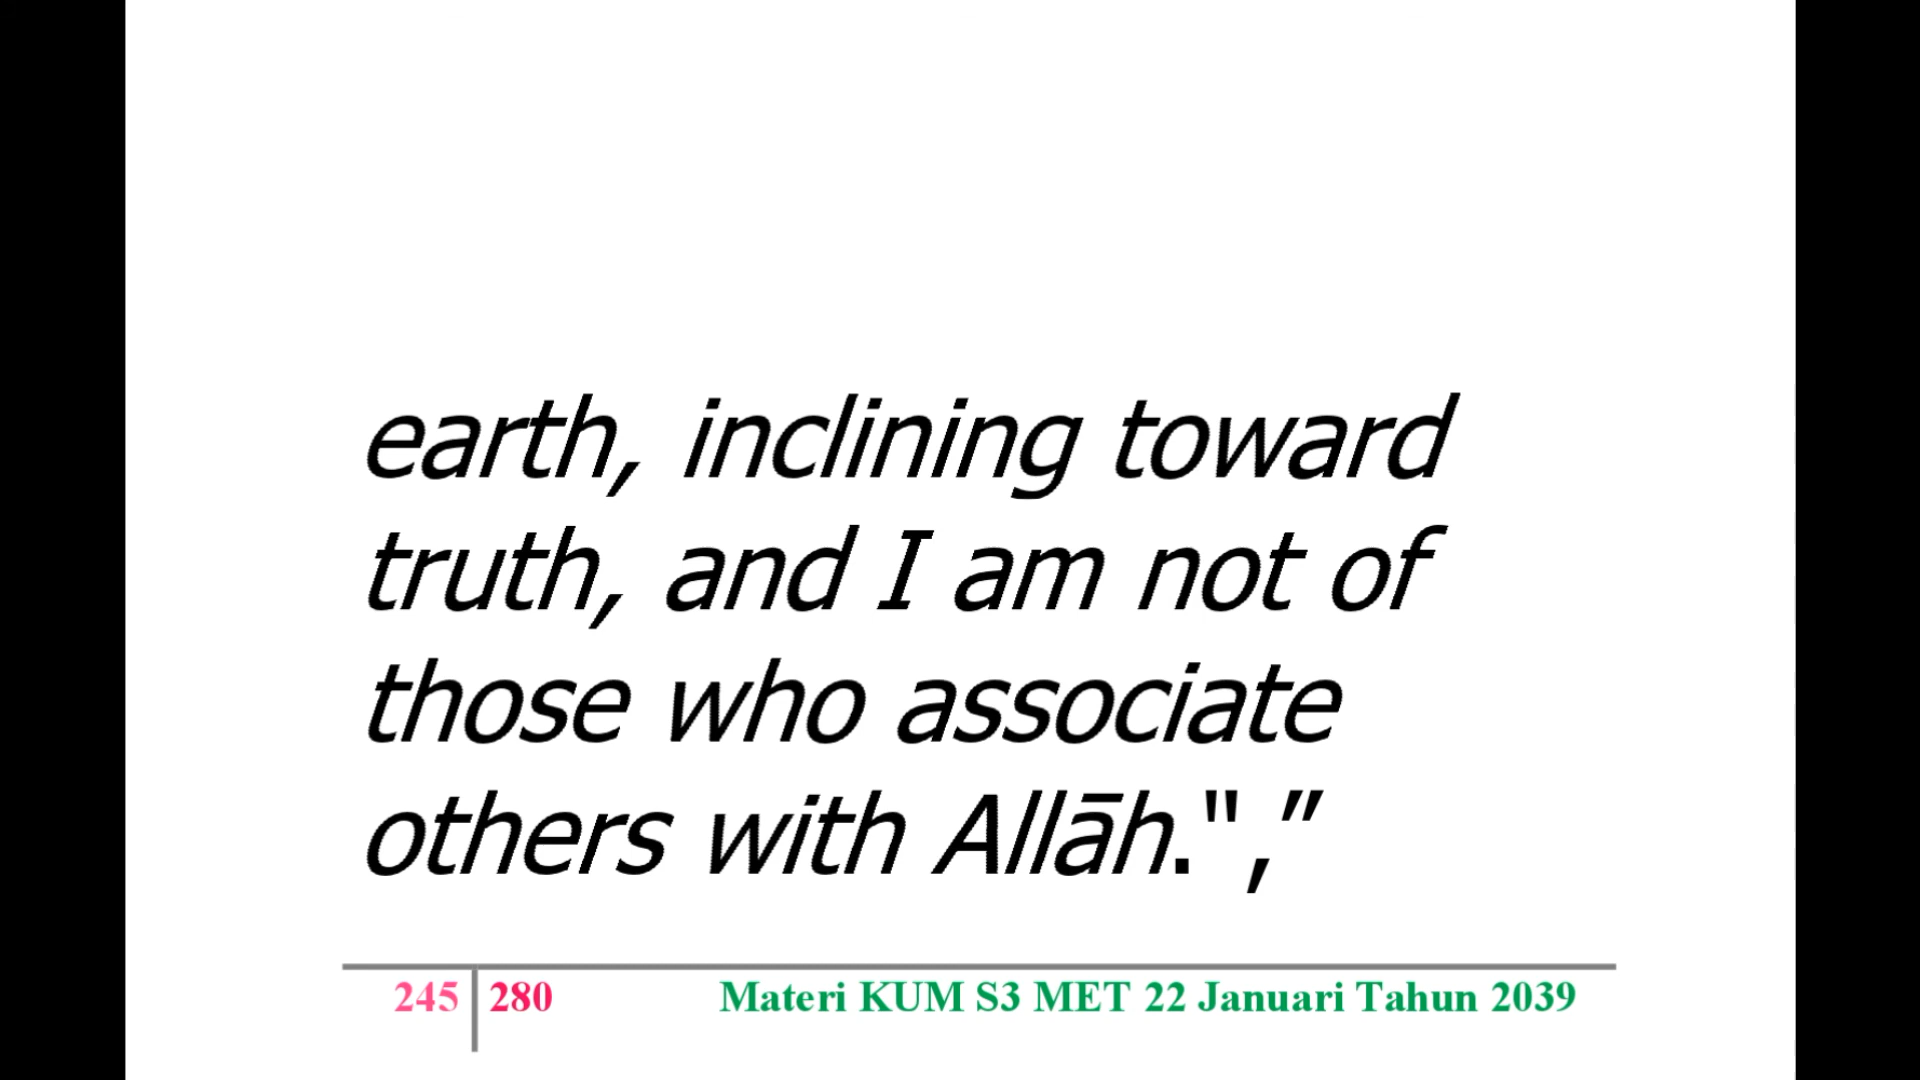 earth, inclining toward
truth, and I am not of
those who associate
others with Allāh.“,”
245 280 Materi KUM S3 MET 22 Januari Tahun 2039